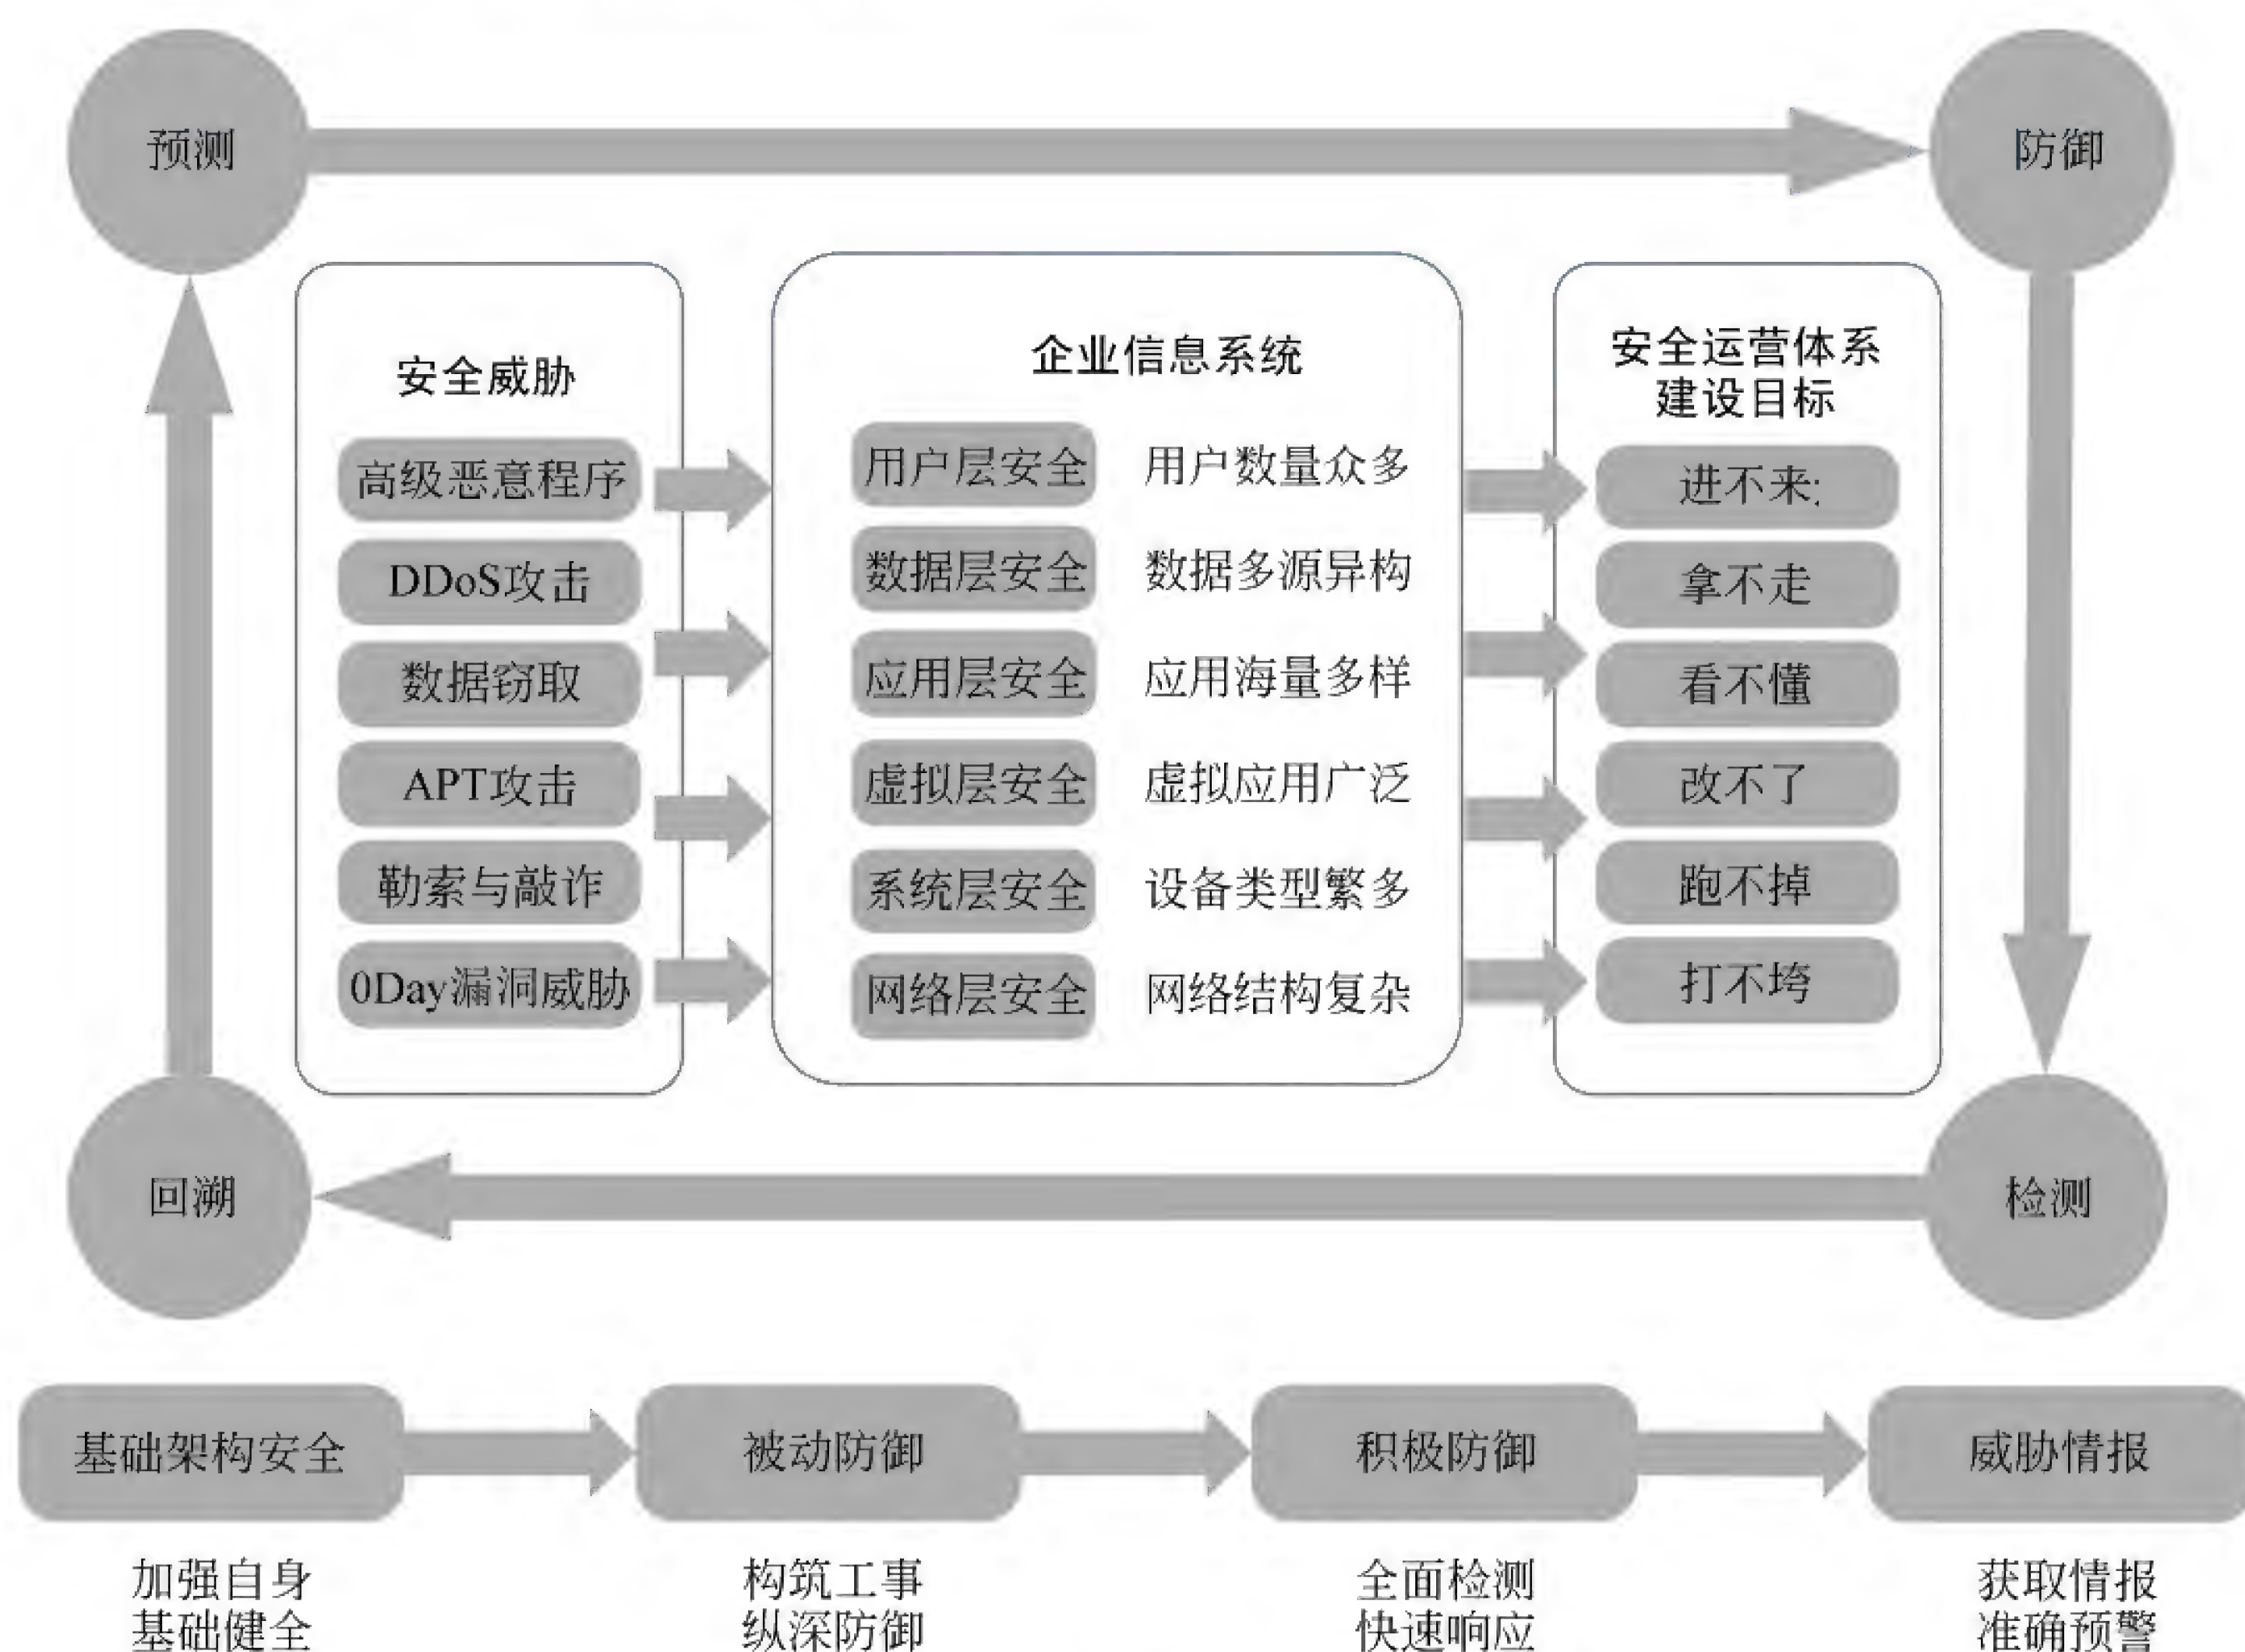 预测
防御
安全威胁
高级恶意程序
DDoS攻击
数据窃取
APT攻击
勒索与敲诈
0Day漏洞威胁
企业信息系统
用户层安全 用户数量众多
数据层安全 数据多源异构
应用层安全 应用海量多样
虚拟层安全 虚拟应用广泛
系统层安全 设备类型繁多
网络层安全 网络结构复杂
安全运营体系
建设目标
进不来;
拿不走
看不懂
改不了
跑不掉
打不垮
回溯
检测
基础架构安全
被动防御
积极防御
威胁情报
加强自身
基础健全
构筑工事
纵深防御
全面检测
快速响应
获取情报
准确预警